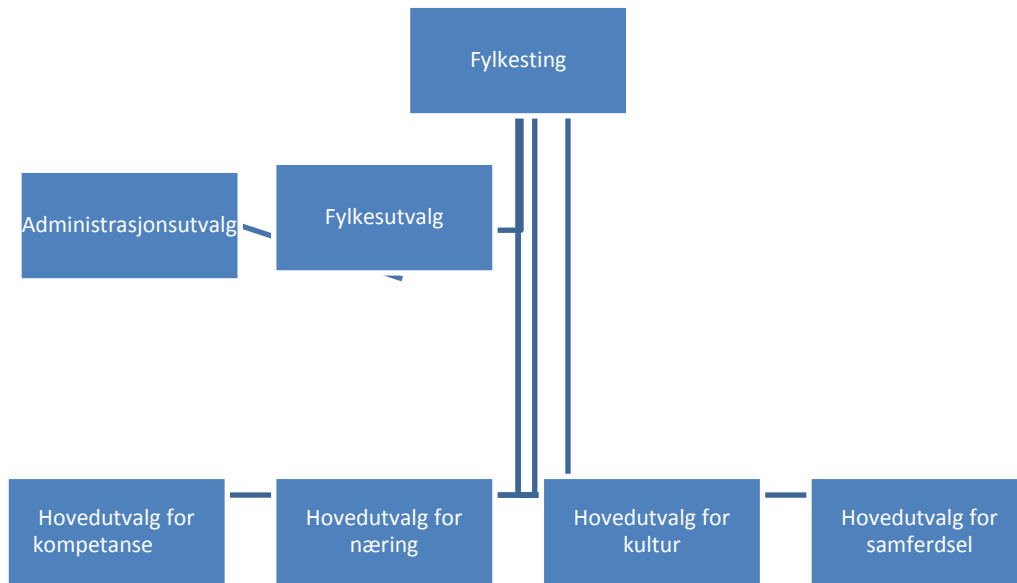 Fylkesting
Administrasjonsutvalg
Fylkesutvalg
Hovedutvalg for
kompetanse
Hovedutvalg for
næring
Hovedutvalg for
kultur
Hovedutvalg for
samferdsel